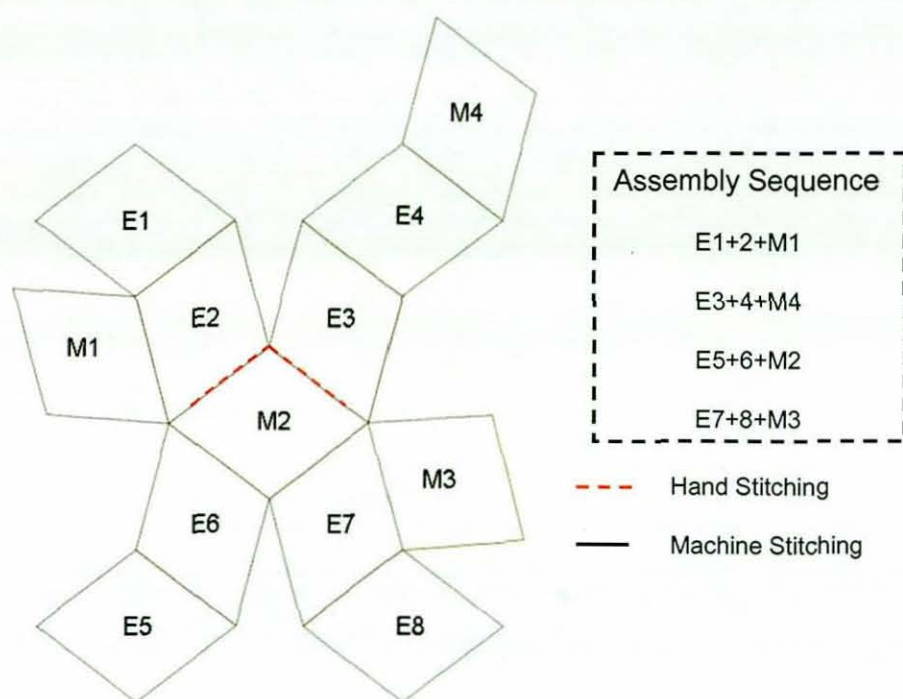 M4
E1
E4
M1
E2
E3
M2
M3
E6
E7
E5
E8
Assembly Sequence
E1+2+M1
E3+4+M4
E5+6+M2
E7+8+M3
Hand Stitching
Machine Stitching